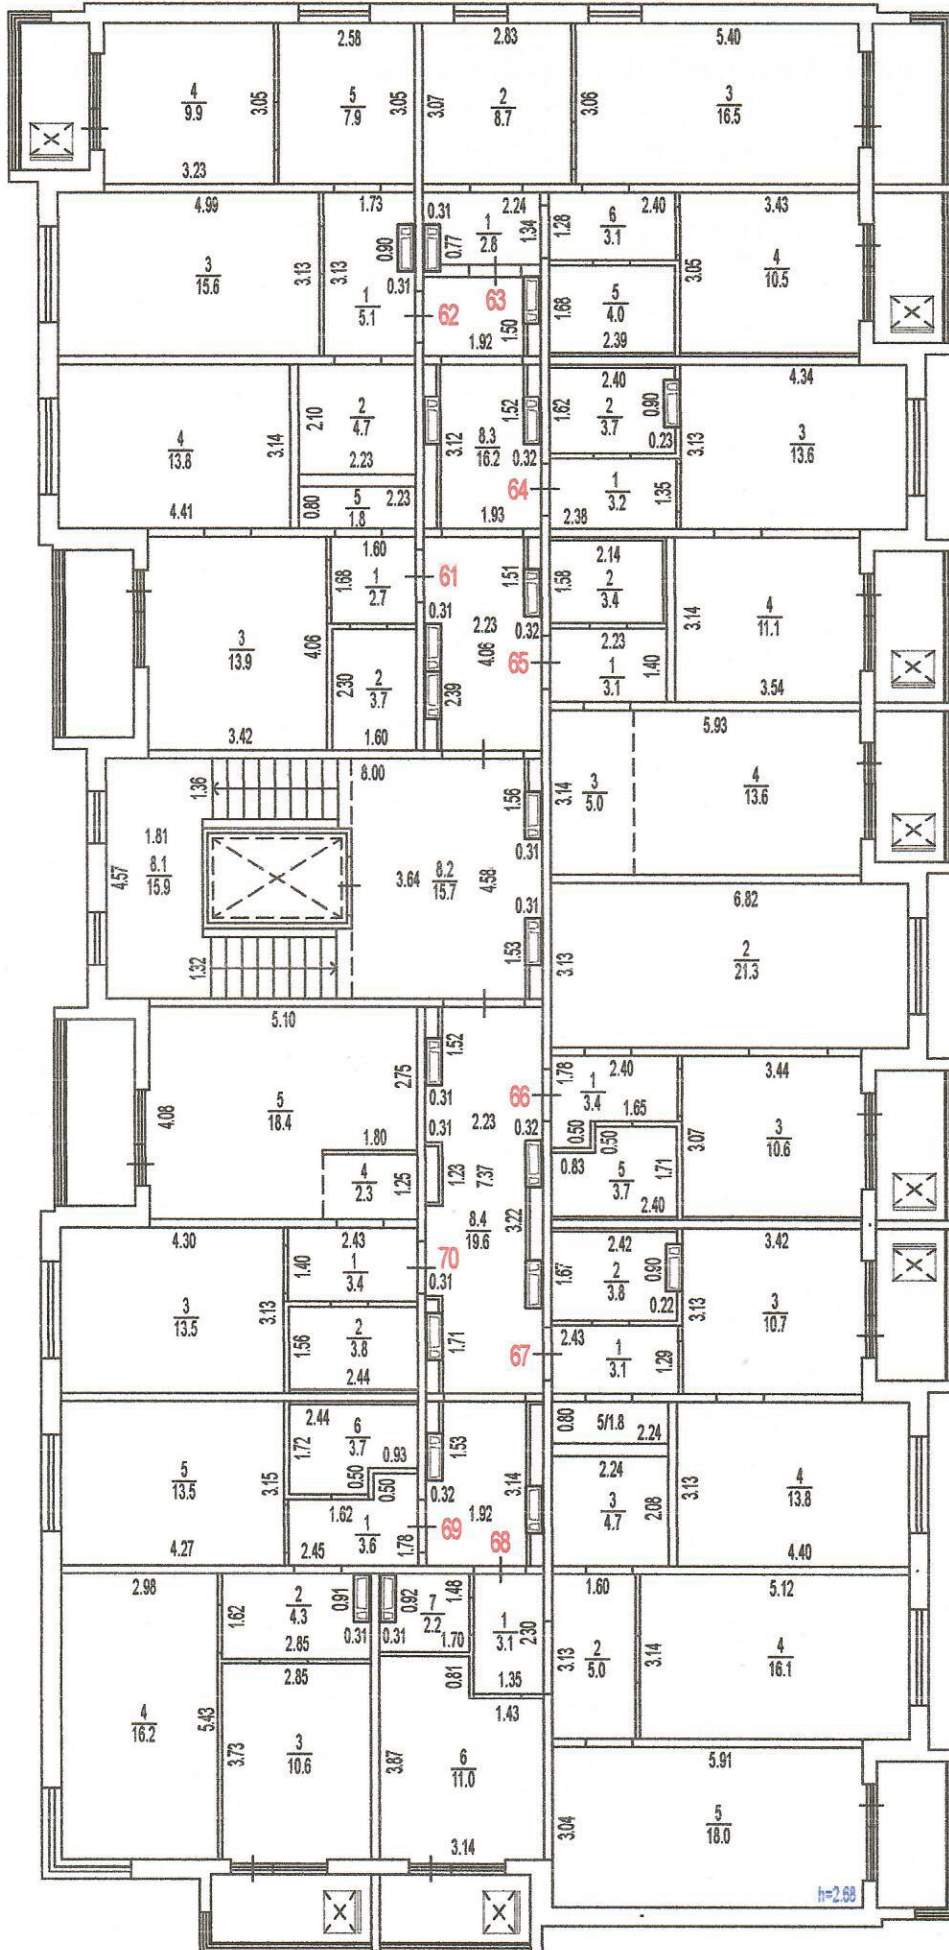 2.58 2.83 5.40
4/9.9 3.05 5/7.9 3.05 3.07 2/8.7 3.06 3/16.5
3.23
4.99 1.73 0.31 2.24 2.40 3.43
3/15.6 3.13 3.13 0.90 0.77 1/2.8 1.34 1.28 6/3.1 3.05 4/10.5
0.31 63
1/5.1 62 1.92 1.50 1.68 5/4.0 2.39
2.40 4.34
4/13.8 3.14 2.10 2/4.7 3.12 8.3/16.2 1.52 1.62 2/3.7 0.90 3.13 3/13.6
2.23 0.32 0.23
4.41 0.80 5/1.8 2.23 1.93 64 2.38 1/3.2 1.35
1.60 2.14
3/13.9 4.06 1.68 1/2.7 61 1.51 1.58 2/3.4 3.14 4/11.1
0.31 2.23 0.32 2.23
2.30 2/3.7 2.39 4.06 65 1/3.1 1.40 3.54
3.42 1.60 5.93
8.00 3.14 3/5.0 4/13.6
1.36 1.56
1.81 0.31
4.57 8.1/15.9 3.64 8.2/15.7 4.58 6.82
0.31
1.32 1.53 3.13 2/21.3
5.10 1.52 1.78 2.40 3.44
4.08 5/18.4 2.75 0.31 66 1/3.4 3.07 3/10.6
1.80 0.31 2.23 0.32 0.50 0.50 1.65
4/2.3 1.25 1.23 7.37 0.83 5/3.7 1.71
8.4/19.6 3.22 2.40
4.30 2.43 70 2.42 3.42
3/13.5 3.13 1.40 1/3.4 0.31 1.67 2/3.8 0.90 3.13 3/10.7
0.22
1.56 2/3.8 1.71 67 2.43 1/3.1 1.29
2.44
5/13.5 3.15 2.44 1.72 6/3.7 0.93 1.53 0.80 5/1.8 2.24
0.50 0.50 0.32 3.14 2.24 3.13 4/13.8
1.62 1.92 3/4.7 2.08
4.27 2.45 1/3.6 1.78 69 68 4.40
2.98 1.60 5.12
1.62 2/4.3 0.91 0.92 7/2.2 1.48 1/3.1 2.30
2.85 0.31 0.31 1.70 3.13 2/5.0 3.14 4/16.1
2.85 0.81 1.35
4/16.2 5.43 1.43
3.73 3/10.6 3.87 6/11.0 5.91
3.14 3.04 5/18.0
h=2.68